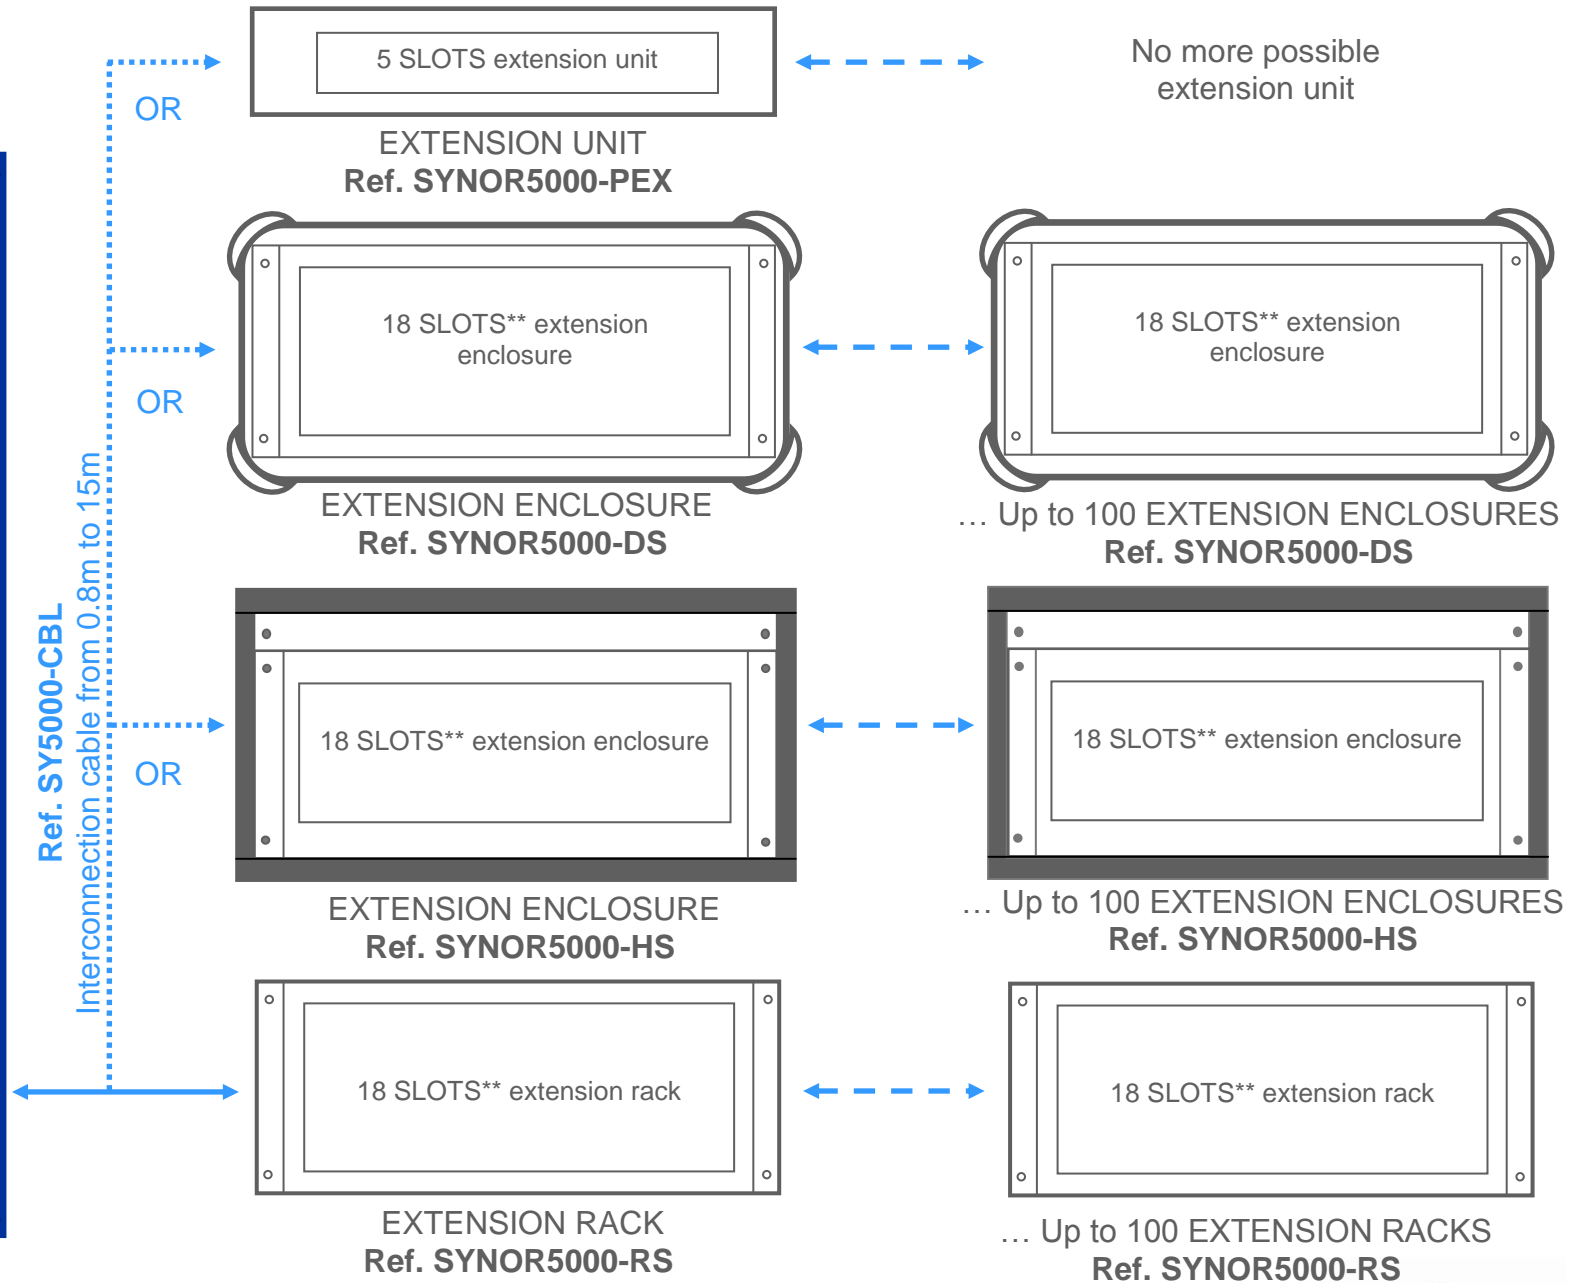 5 SLOTS extension unit
No more possible
extension unit
OR
EXTENSION UNIT
Ref. SYNOR5000-PEX
18 SLOTS** extension
enclosure
18 SLOTS** extension
enclosure
OR
EXTENSION ENCLOSURE
Ref. SYNOR5000-DS
… Up to 100 EXTENSION ENCLOSURES
Ref. SYNOR5000-DS
Ref. SY5000-CBL
Interconnection cable from 0.8m to 15m
18 SLOTS** extension enclosure
18 SLOTS** extension enclosure
OR
EXTENSION ENCLOSURE
Ref. SYNOR5000-HS
… Up to 100 EXTENSION ENCLOSURES
Ref. SYNOR5000-HS
18 SLOTS** extension rack
18 SLOTS** extension rack
EXTENSION RACK
Ref. SYNOR5000-RS
… Up to 100 EXTENSION RACKS
Ref. SYNOR5000-RS